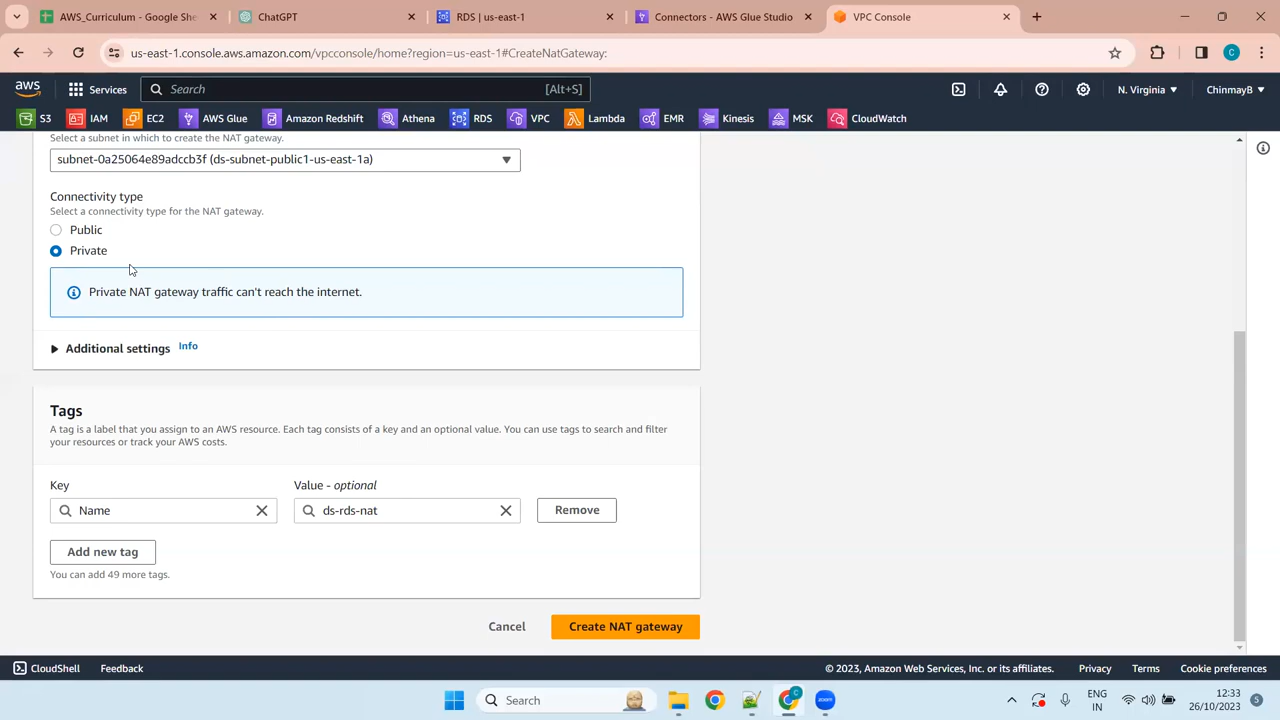 AWS_Curriculum - Google She
ChatGPT
RDS | us-east-1
Connectors - AWS Glue Studio
VPC Console
us-east-1.console.aws.amazon.com/vpcconsole/home?region=us-east-1#CreateNatGateway:
C
aws
Services
Search
[Alt+S]
N. Virginia
ChinmayB
S3
IAM
EC2
AWS Glue
Amazon Redshift
Athena
RDS
VPC
Lambda
EMR
Kinesis
MSK
CloudWatch
Select a subnet in which to create the NAT gateway.
subnet-0a25064e89adccb3f (ds-subnet-public1-us-east-1a)
Connectivity type
Select a connectivity type for the NAT gateway.
Public
Private
Private NAT gateway traffic can't reach the internet.
Additional settings Info
Tags
A tag is a label that you assign to an AWS resource. Each tag consists of a key and an optional value. You can use tags to search and filter
your resources or track your AWS costs.
Key
Value - optional
Name
ds-rds-nat
Remove
Add new tag
You can add 49 more tags.
Cancel
Create NAT gateway
CloudShell
Feedback
© 2023, Amazon Web Services, Inc. or its affiliates.
Privacy
Terms
Cookie preferences
Search
C
ENG
IN
12:33
26/10/2023
5